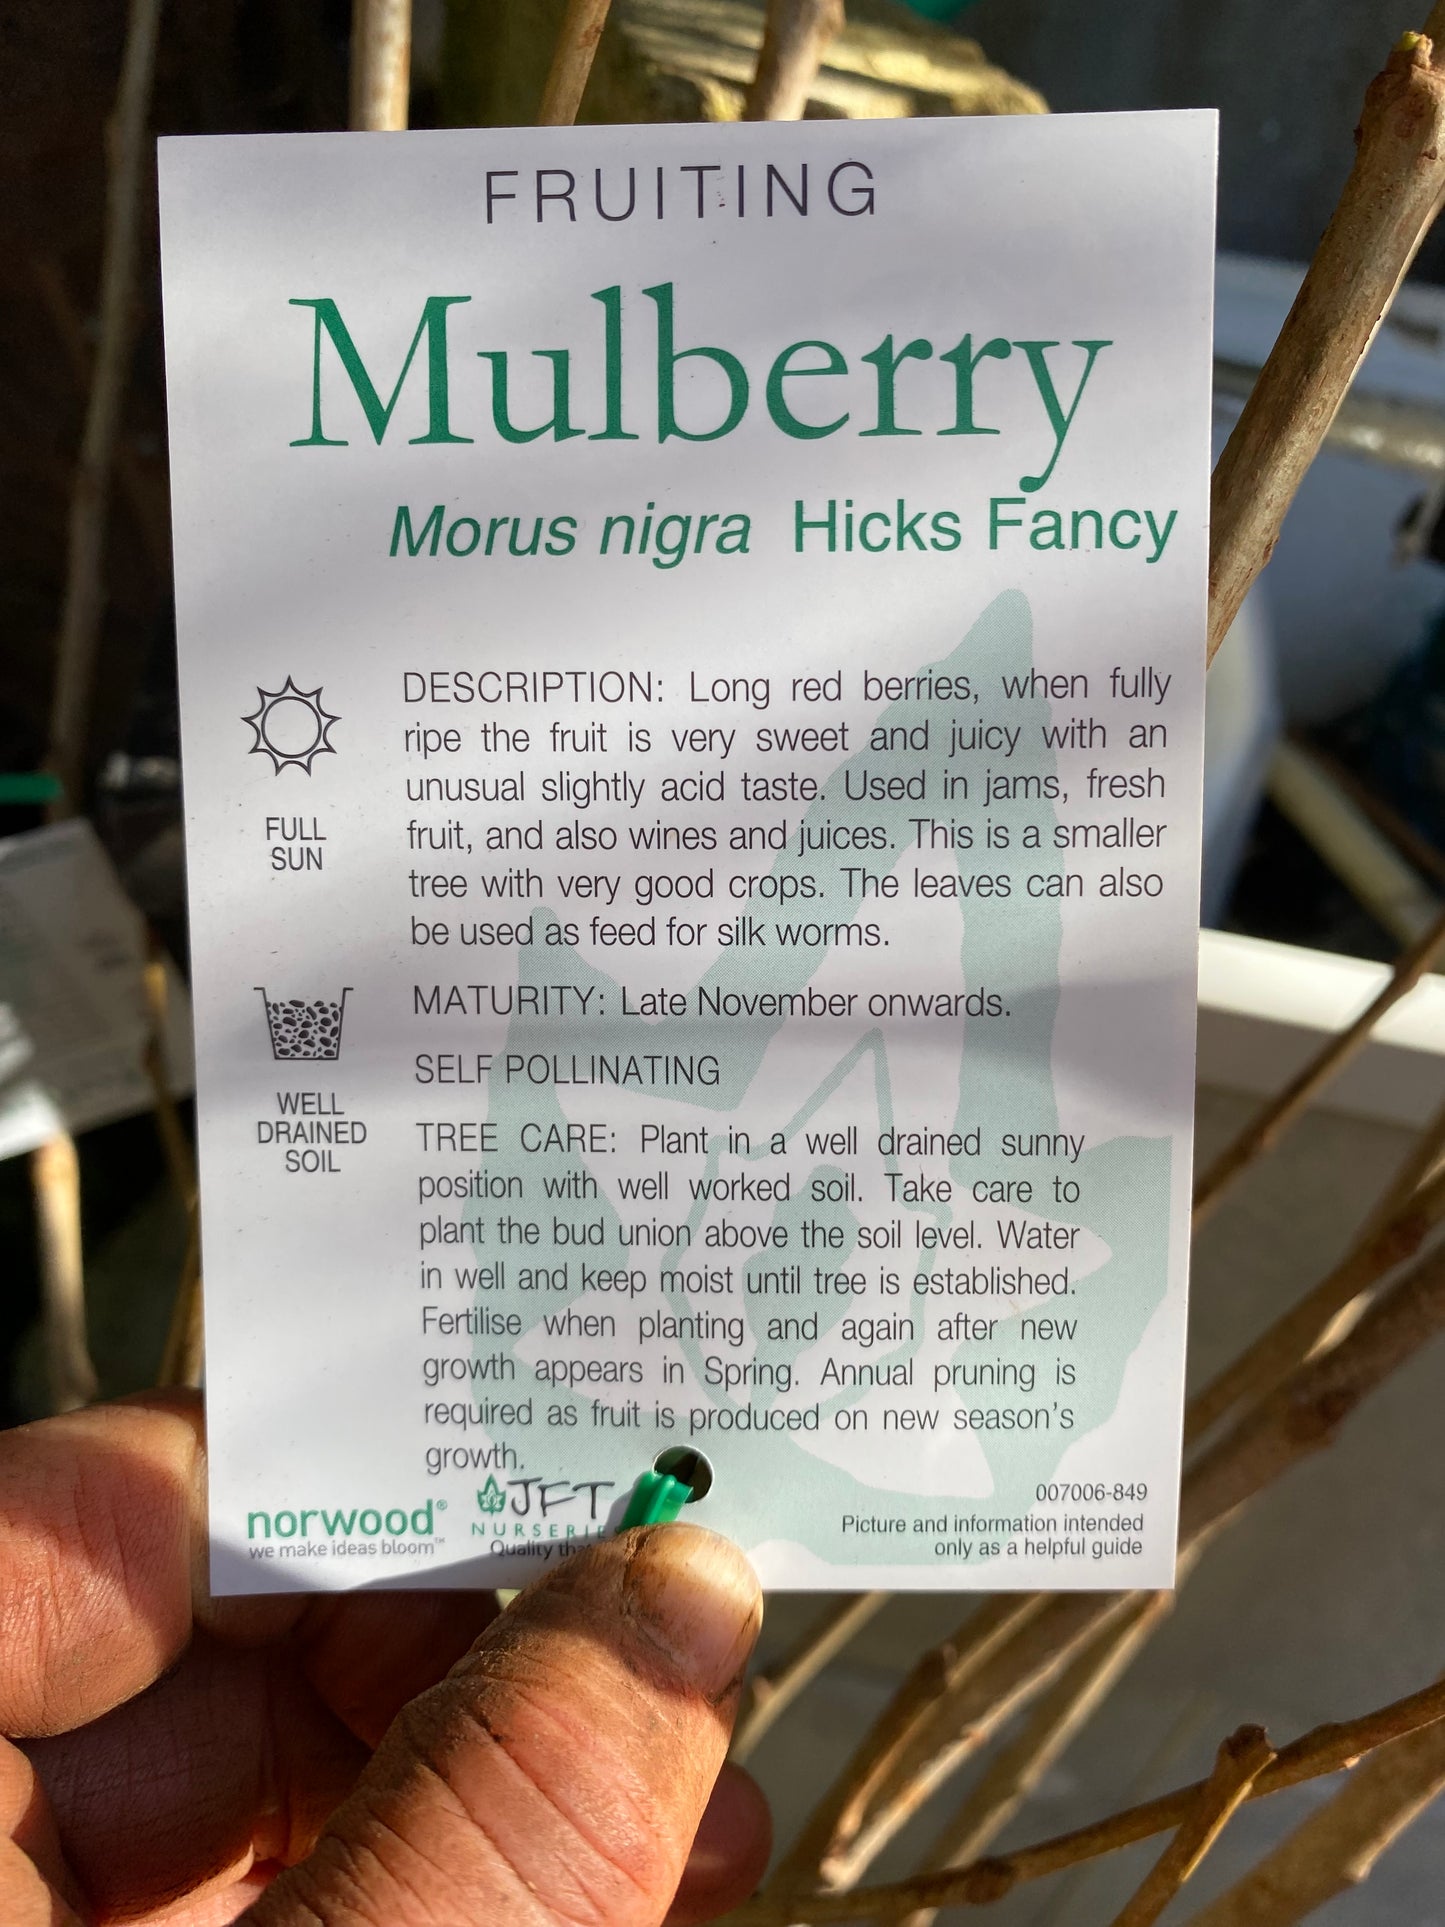 FRUITING
Mulberry
Morus nigra Hicks Fancy
FULL
SUN
DESCRIPTION: Long red berries, when fully
ripe the fruit is very sweet and juicy with an
unusual slightly acid taste. Used in jams, fresh
fruit, and also wines and juices. This is a smaller
tree with very good crops. The leaves can also
be used as feed for silk worms.
MATURITY: Late November onwards.
SELF POLLINATING
WELL
DRAINED
SOIL
TREE CARE: Plant in a well drained sunny
position with well worked soil. Take care to
plant the bud union above the soil level. Water
in well and keep moist until tree is established.
Fertilise when planting and again after new
growth appears in Spring. Annual pruning is
required as fruit is produced on new season's
growth.
norwood®
we make ideas bloom™
JFT
NURSERIE
Quality
007006-849
Picture and information intended
only as a helpful guide